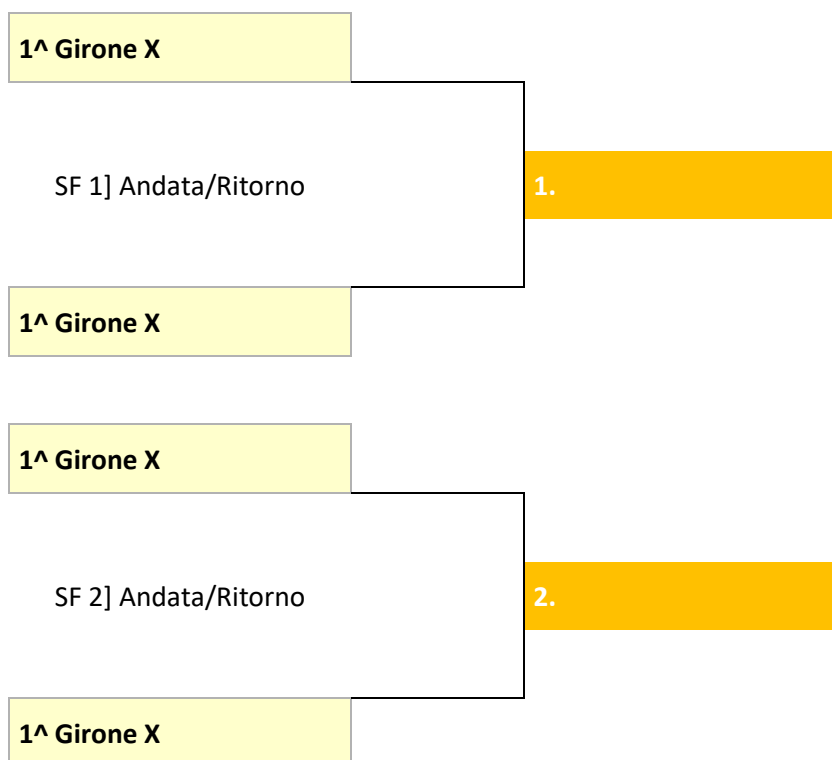 1^ Girone X
SF 1] Andata/Ritorno
1.
1^ Girone X
1^ Girone X
SF 2] Andata/Ritorno
2.
1^ Girone X